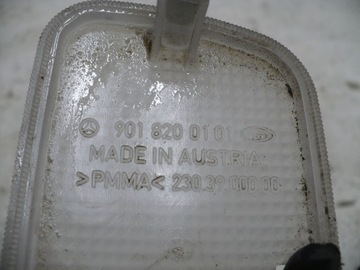 901 820 01 01
MADE IN AUSTRIA
>PMMA< 230.39.000.00